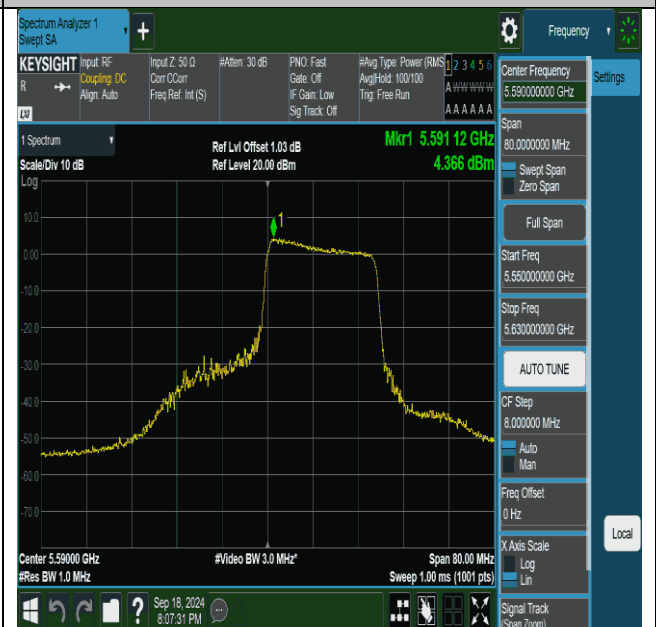 Spectrum Analyzer 1
Swept SA
Frequency
KEYSIGHT
R
LXI
Input: RF
Coupling: DC
Align: Auto
Input Z: 50 Ω
Corr CCorr
Freq Ref: Int (S)
#Atten: 30 dB
PNO: Fast
Gate: Off
IF Gain: Low
Sig Track: Off
#Avg Type: Power (RMS
Avg|Hold: 100/100
Trig: Free Run
1 2 3 4 5 6
A W W W W W
A A A A A A
1 Spectrum
Scale/Div 10 dB
Log
Ref Lvl Offset 1.03 dB
Ref Level 20.00 dBm
Mkr1 5.591 12 GHz
4.366 dBm
1
10.0
0.00
-10.0
-20.0
-30.0
-40.0
-50.0
-60.0
-70.0
Center 5.59000 GHz
#Res BW 1.0 MHz
#Video BW 3.0 MHz*
Span 80.00 MHz
Sweep 1.00 ms (1001 pts)
Center Frequency
5.590000000 GHz
Settings
Span
80.0000000 MHz
Swept Span
Zero Span
Full Span
Start Freq
5.550000000 GHz
Stop Freq
5.630000000 GHz
AUTO TUNE
CF Step
8.000000 MHz
Auto
Man
Freq Offset
0 Hz
X Axis Scale
Log
Lin
Local
Signal Track
(Span Zoom)
?
Sep 18, 2024
8:07:31 PM